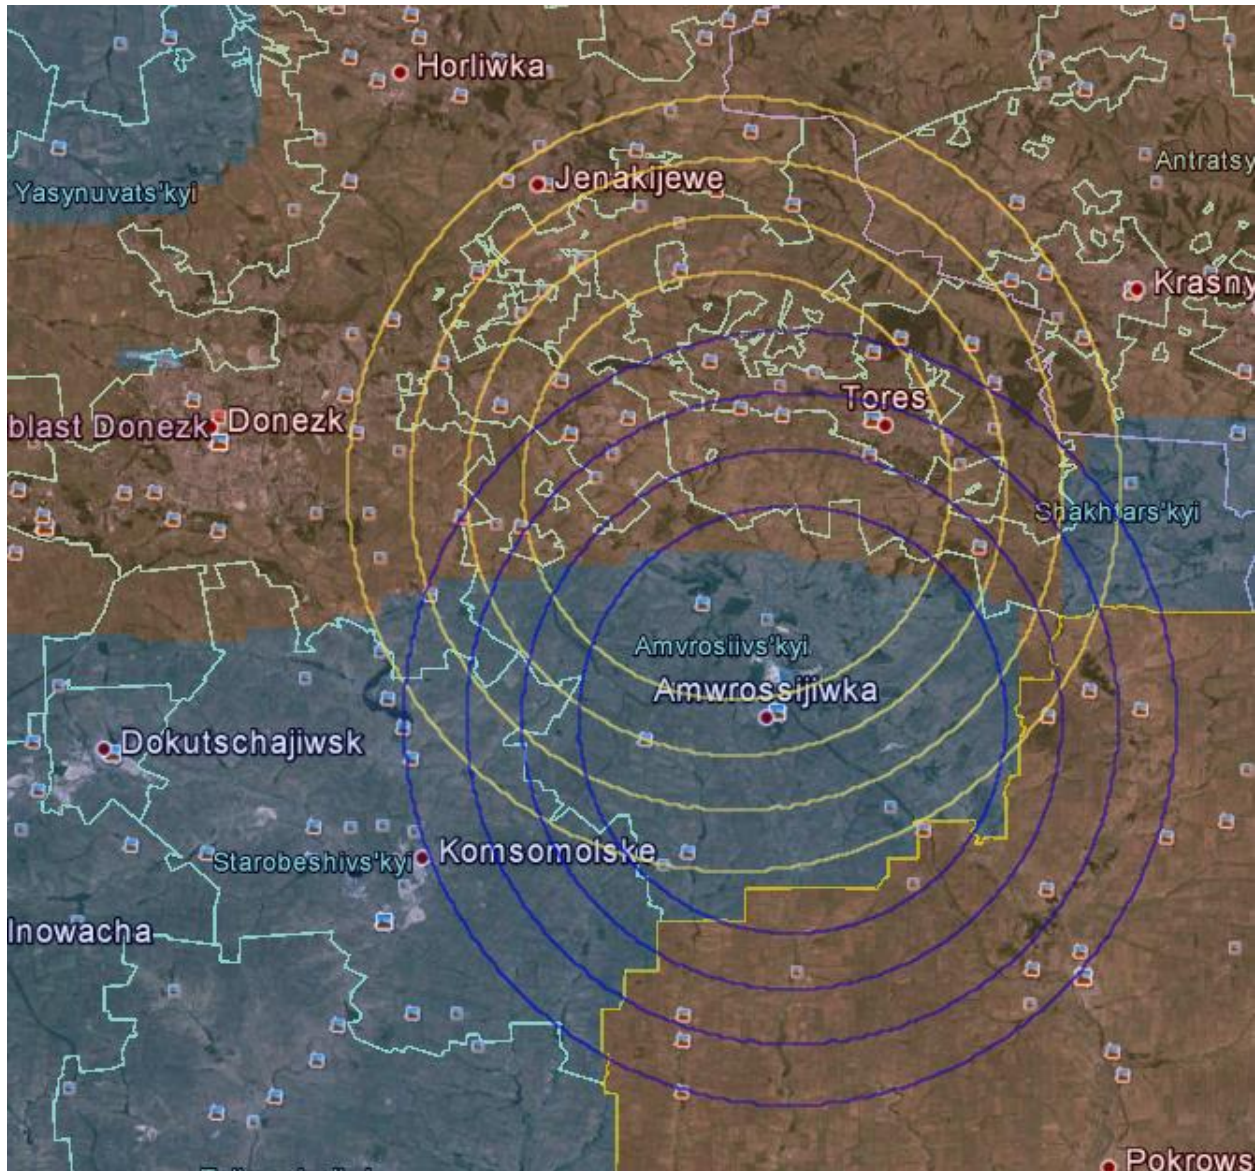 Horliwka
Antratsy
Jenakijewe
Yasynuvats'kyi
Krasny
Tores
blast Donezk
Donezk
Shakhtars'kyi
Amvrosiivs'kyi
Amwrossijiwka
Dokutschajiwsk
Komsomolske
Starobeshivs'kyi
lnowacha
Pokrows